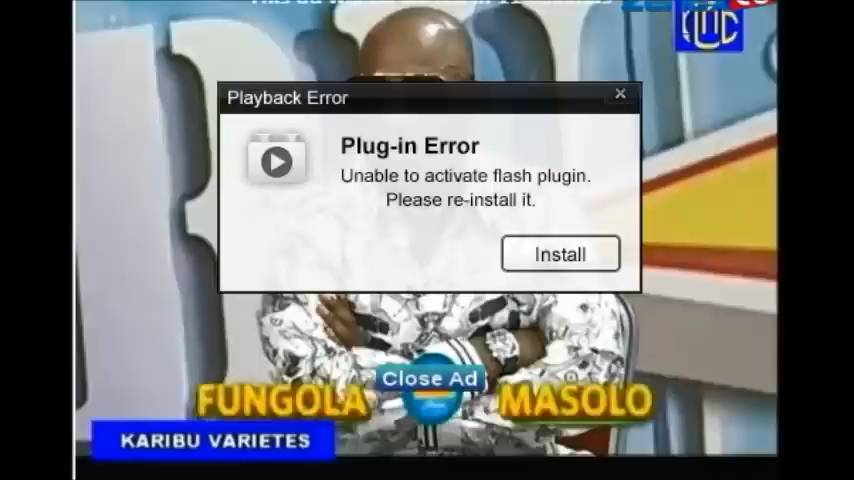 Playback Error
Plug-in Error
Unable to activate flash plugin.
Please re-install it.
Install
Close Ad
FUNGOLA MASOLO
KARIBU VARIETES